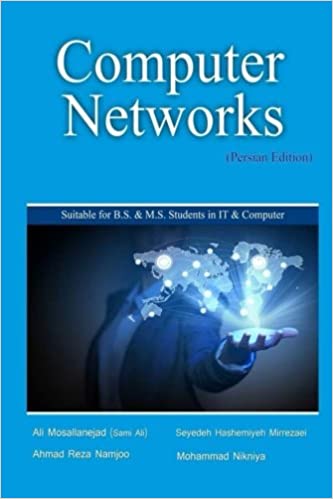 Computer
Networks
(Persian Edition)
Suitable for B.S. & M.S. Students in IT & Computer
Ali Mosallanejad (Sami Ali)
Seyedeh Hashemiyeh Mirrezaei
Ahmad Reza Namjoo
Mohammad Nikniya